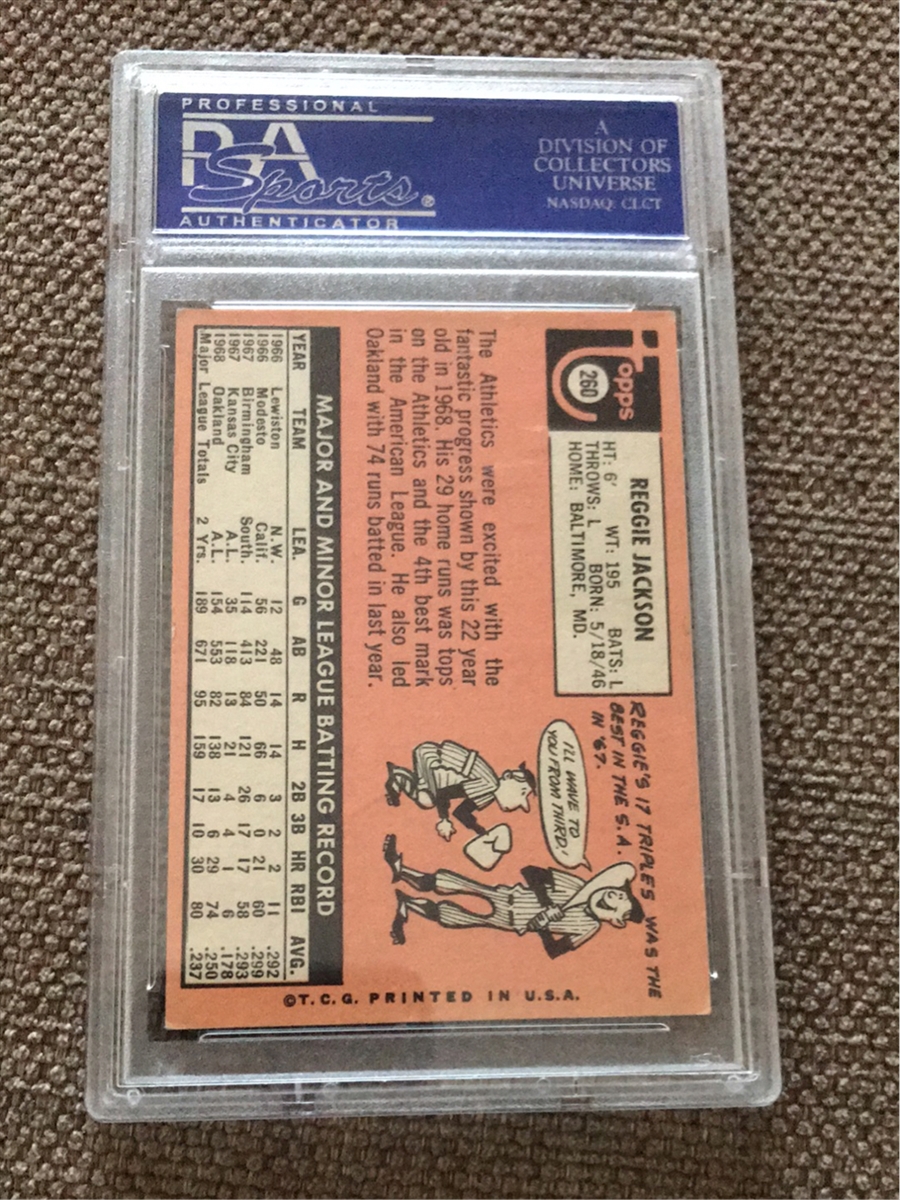 PROFESSIONAL
PSA
Sports®
AUTHENTICATOR
A
DIVISION OF
COLLECTORS
UNIVERSE
NASDAQ: CLCT
Topps
260
REGGIE JACKSON
HT: 6' WT: 195 BATS: L
THROWS: L BORN: 5/18/46
HOME: BALTIMORE, MD.
REGGIE'S 17 TRIPLES WAS THE
BEST IN THE S.A.
IN '67.
I'LL WAVE TO
YOU FROM THIRD!
The Athletics were excited with the
fantastic progress shown by this 22 year
old in 1968. His 29 home runs was tops
on the Athletics and the 4th best mark
in the American League. He also led
Oakland with 74 runs batted in last year.
MAJOR AND MINOR LEAGUE BATTING RECORD
YEAR TEAM LEA. G AB R H 2B 3B HR RBI AVG.
1966 Lewiston N.W. 12 48 14 14 3 2 2 11 .292
1966 Modesto Calif. 56 221 50 66 6 0 21 60 .299
1967 Birmingham South. 114 413 84 121 26 17 17 58 .293
1967 Kansas City A.L. 35 118 13 21 4 4 1 6 .178
1968 Oakland A.L. 154 553 82 138 13 6 29 74 .250
Major League Totals 2 Yrs. 189 671 95 159 17 10 30 80 .237
©T.C.G. PRINTED IN U.S.A.